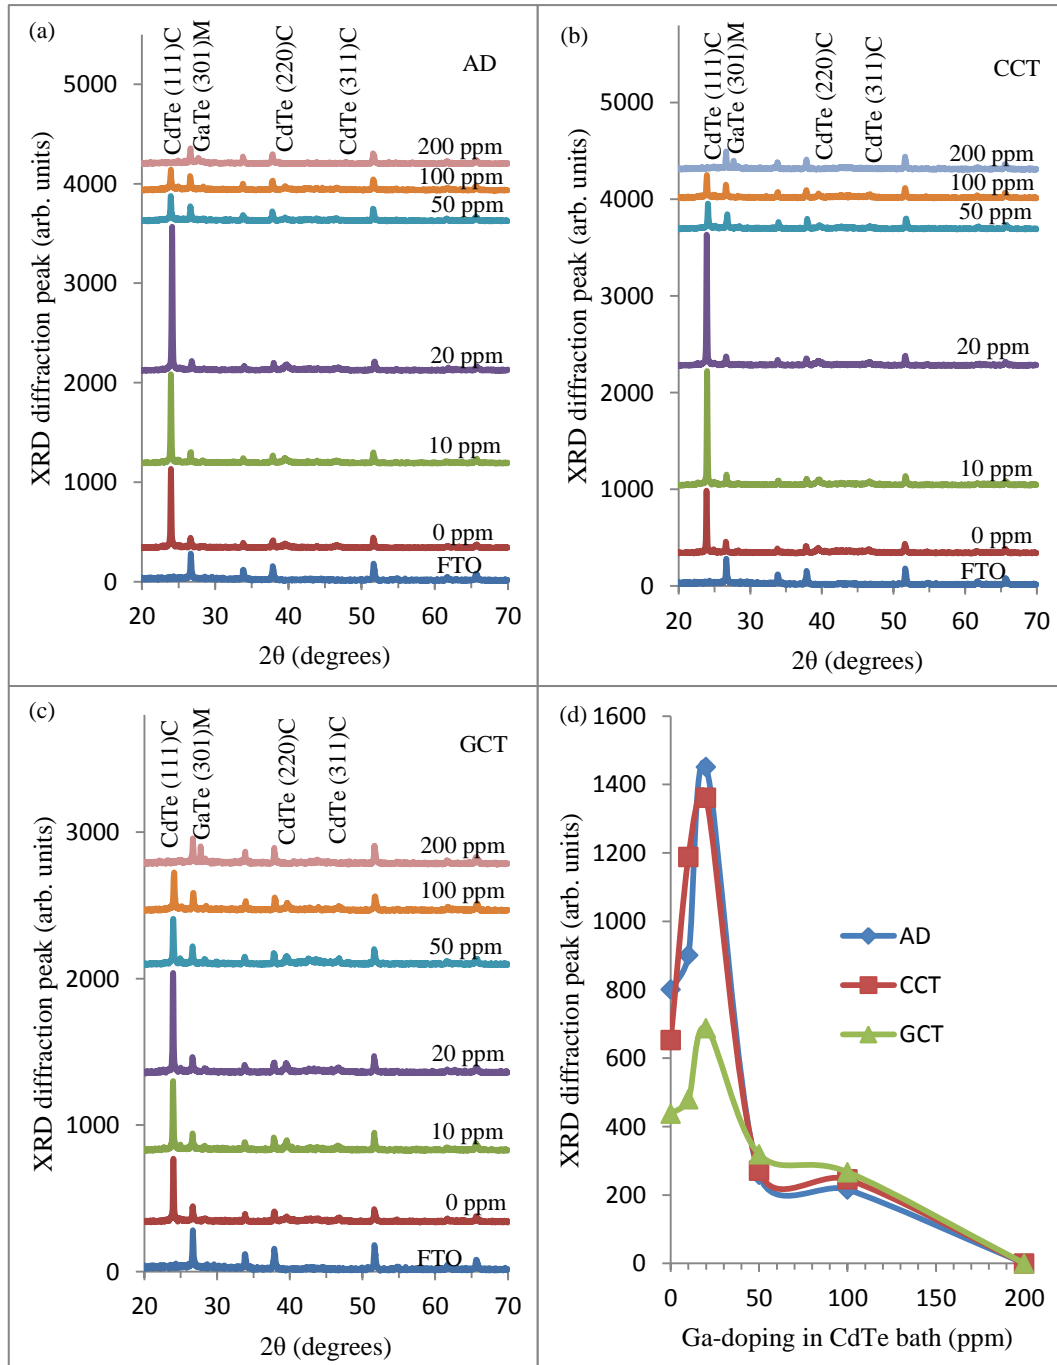 (a)
AD
CdTe (111)C
GaTe (301)M
CdTe (220)C
CdTe (311)C
XRD diffraction peak (arb. units)
5000
4000
3000
2000
1000
0
200 ppm
100 ppm
50 ppm
20 ppm
10 ppm
0 ppm
FTO
20 30 40 50 60 70
2θ (degrees)
(b)
CCT
CdTe (111)C
GaTe (301)M
CdTe (220)C
CdTe (311)C
XRD diffraction peak (arb. units)
5000
4000
3000
2000
1000
0
200 ppm
100 ppm
50 ppm
20 ppm
10 ppm
0 ppm
FTO
20 30 40 50 60 70
2θ (degrees)
(c)
GCT
CdTe (111)C
GaTe (301)M
CdTe (220)C
CdTe (311)C
XRD diffraction peak (arb. units)
3000
2000
1000
0
200 ppm
100 ppm
50 ppm
20 ppm
10 ppm
0 ppm
FTO
20 30 40 50 60 70
2θ (degrees)
(d)
XRD diffraction peak (arb. units)
1600
1400
1200
1000
800
600
400
200
0
AD
CCT
GCT
0 50 100 150 200
Ga-doping in CdTe bath (ppm)